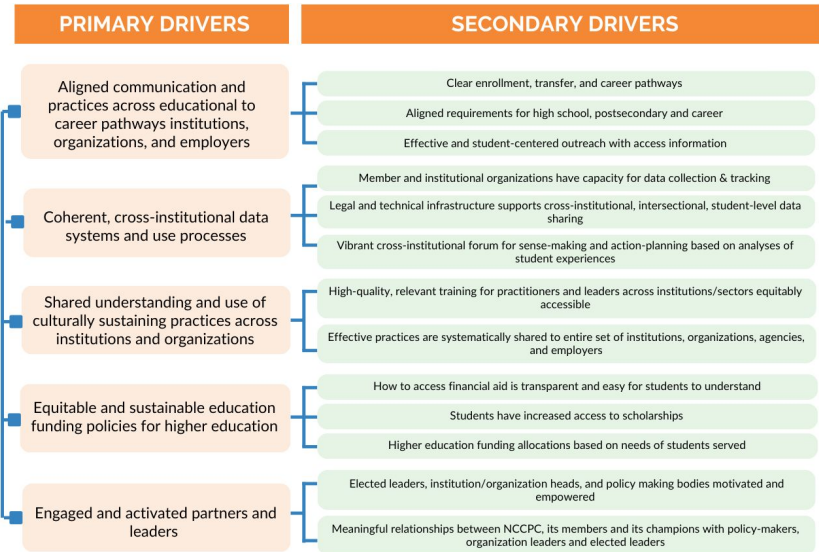 PRIMARY DRIVERS
SECONDARY DRIVERS
Aligned communication and
practices across educational to
career pathways institutions,
organizations, and employers
Clear enrollment, transfer, and career pathways
Aligned requirements for high school, postsecondary and career
Effective and student-centered outreach with access information
Coherent, cross-institutional data
systems and use processes
Member and institutional organizations have capacity for data collection & tracking
Legal and technical infrastructure supports cross-institutional, intersectional, student-level data
sharing
Vibrant cross-institutional forum for sense-making and action-planning based on analyses of
student experiences
Shared understanding and use of
culturally sustaining practices across
institutions and organizations
High-quality, relevant training for practitioners and leaders across institutions/sectors equitably
accessible
Effective practices are systematically shared to entire set of institutions, organizations, agencies,
and employers
Equitable and sustainable education
funding policies for higher education
How to access financial aid is transparent and easy for students to understand
Students have increased access to scholarships
Higher education funding allocations based on needs of students served
Engaged and activated partners and
leaders
Elected leaders, institution/organization heads, and policy making bodies motivated and
empowered
Meaningful relationships between NCCPC, its members and its champions with policy-makers,
organization leaders and elected leaders